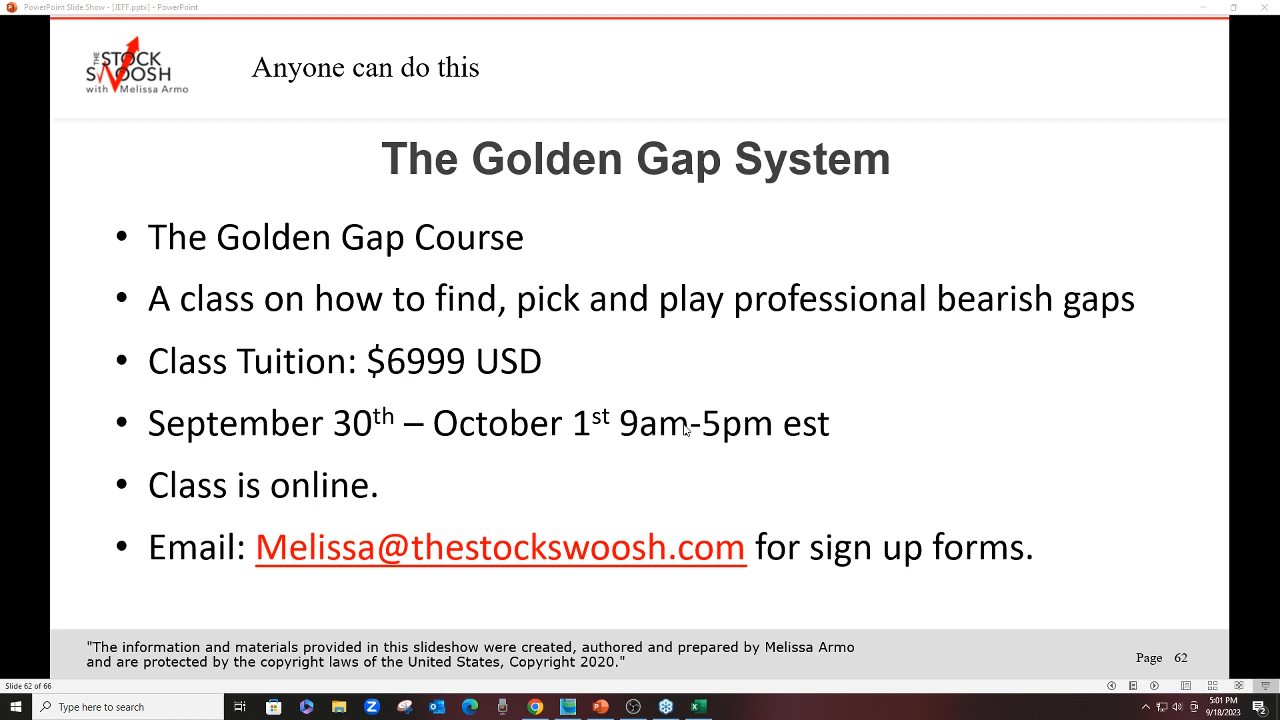 PowerPoint Slide Show - [JEFF.pptx] - PowerPoint
THE STOCK
SWOOSH
with Melissa Armo
Anyone can do this
The Golden Gap System
• The Golden Gap Course
• A class on how to find, pick and play professional bearish gaps
• Class Tuition: $6999 USD
• September 30th – October 1st 9am-5pm est
• Class is online.
• Email: Melissa@thestockswoosh.com for sign up forms.
"The information and materials provided in this slideshow were created, authored and prepared by Melissa Armo
and are protected by the copyright laws of the United States, Copyright 2020."
Page 62
Slide 62 of 66
Type here to search
5:01 PM
9/18/2023